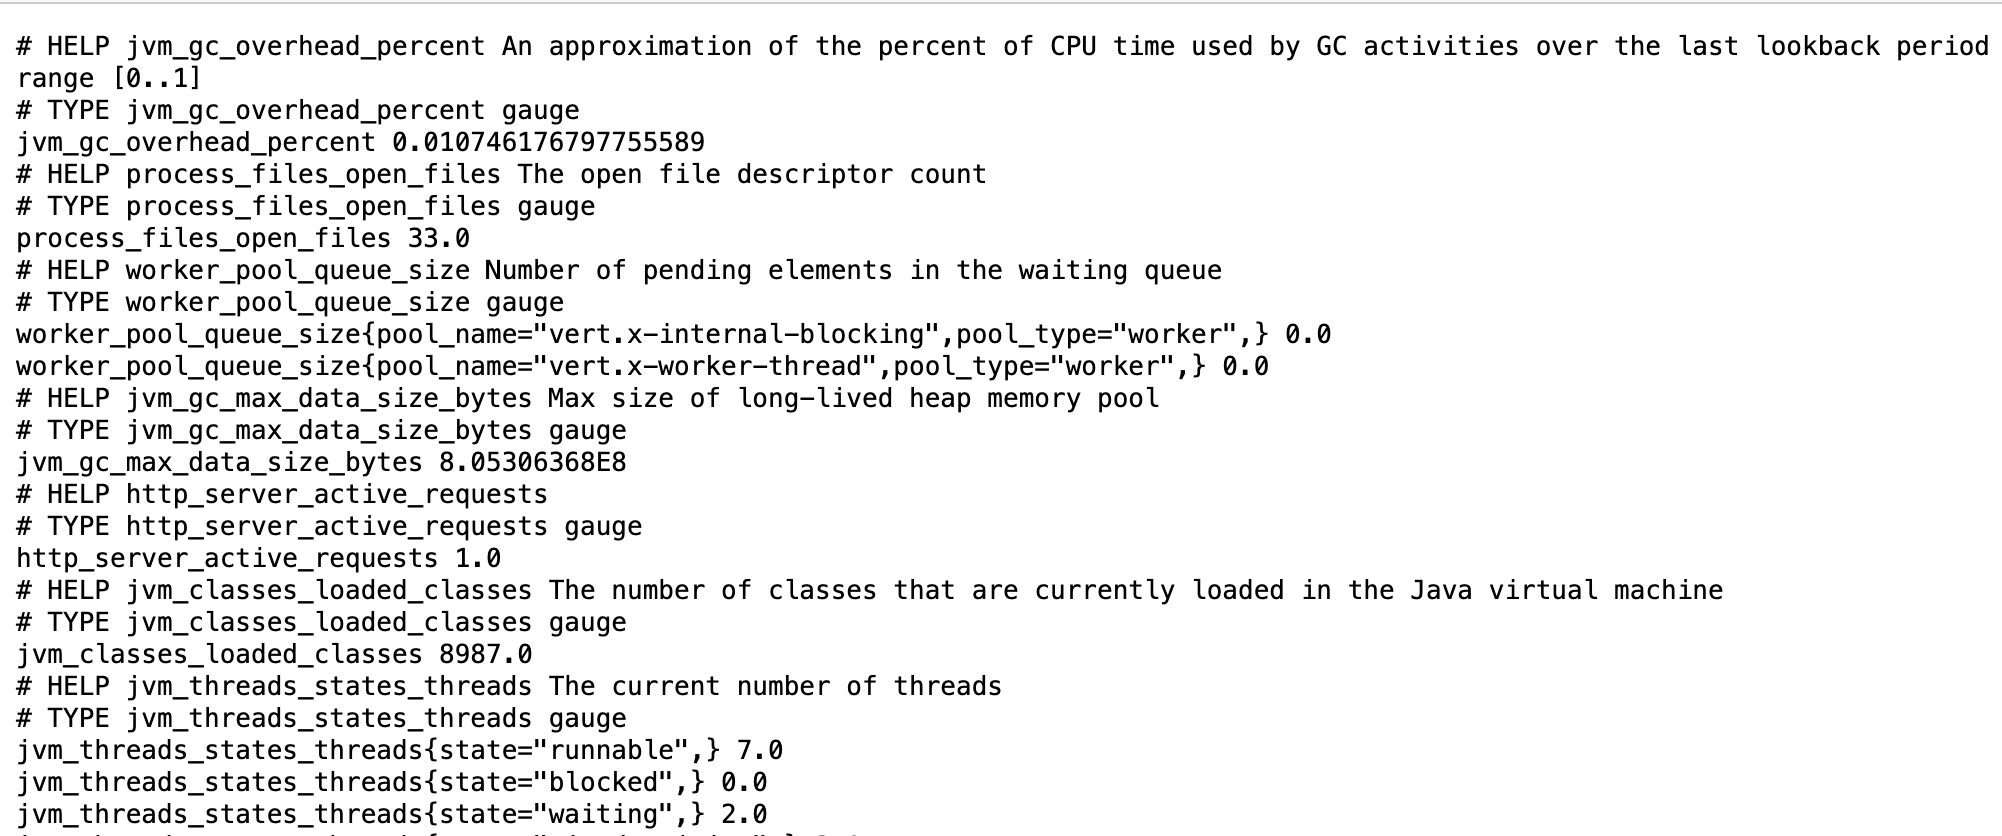 # HELP jvm_gc_overhead_percent An approximation of the percent of CPU time used by GC activities over the last lookback period
range [0..1]
# TYPE jvm_gc_overhead_percent gauge
jvm_gc_overhead_percent 0.010746176797755589
# HELP process_files_open_files The open file descriptor count
# TYPE process_files_open_files gauge
process_files_open_files 33.0
# HELP worker_pool_queue_size Number of pending elements in the waiting queue
# TYPE worker_pool_queue_size gauge
worker_pool_queue_size{pool_name="vert.x-internal-blocking",pool_type="worker",} 0.0
worker_pool_queue_size{pool_name="vert.x-worker-thread",pool_type="worker",} 0.0
# HELP jvm_gc_max_data_size_bytes Max size of long-lived heap memory pool
# TYPE jvm_gc_max_data_size_bytes gauge
jvm_gc_max_data_size_bytes 8.05306368E8
# HELP http_server_active_requests
# TYPE http_server_active_requests gauge
http_server_active_requests 1.0
# HELP jvm_classes_loaded_classes The number of classes that are currently loaded in the Java virtual machine
# TYPE jvm_classes_loaded_classes gauge
jvm_classes_loaded_classes 8987.0
# HELP jvm_threads_states_threads The current number of threads
# TYPE jvm_threads_states_threads gauge
jvm_threads_states_threads{state="runnable",} 7.0
jvm_threads_states_threads{state="blocked",} 0.0
jvm_threads_states_threads{state="waiting",} 2.0